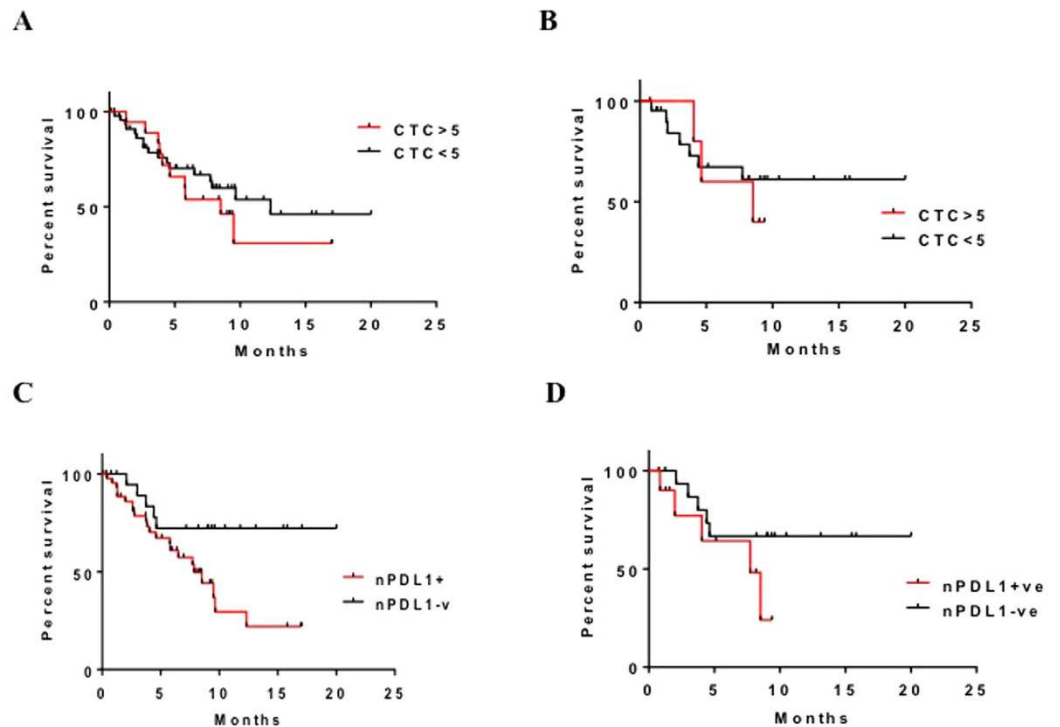 A
Percent survival
100
50
0
0 5 10 15 20 25
Months
CTC>5
CTC<5
B
Percent survival
100
50
0
0 5 10 15 20 25
Months
CTC>5
CTC<5
C
Percent survival
100
50
0
0 5 10 15 20 25
Months
nPDL1+
nPDL1-v
D
Percent survival
100
50
0
0 5 10 15 20 25
Months
nPDL1+ve
nPDL1-ve